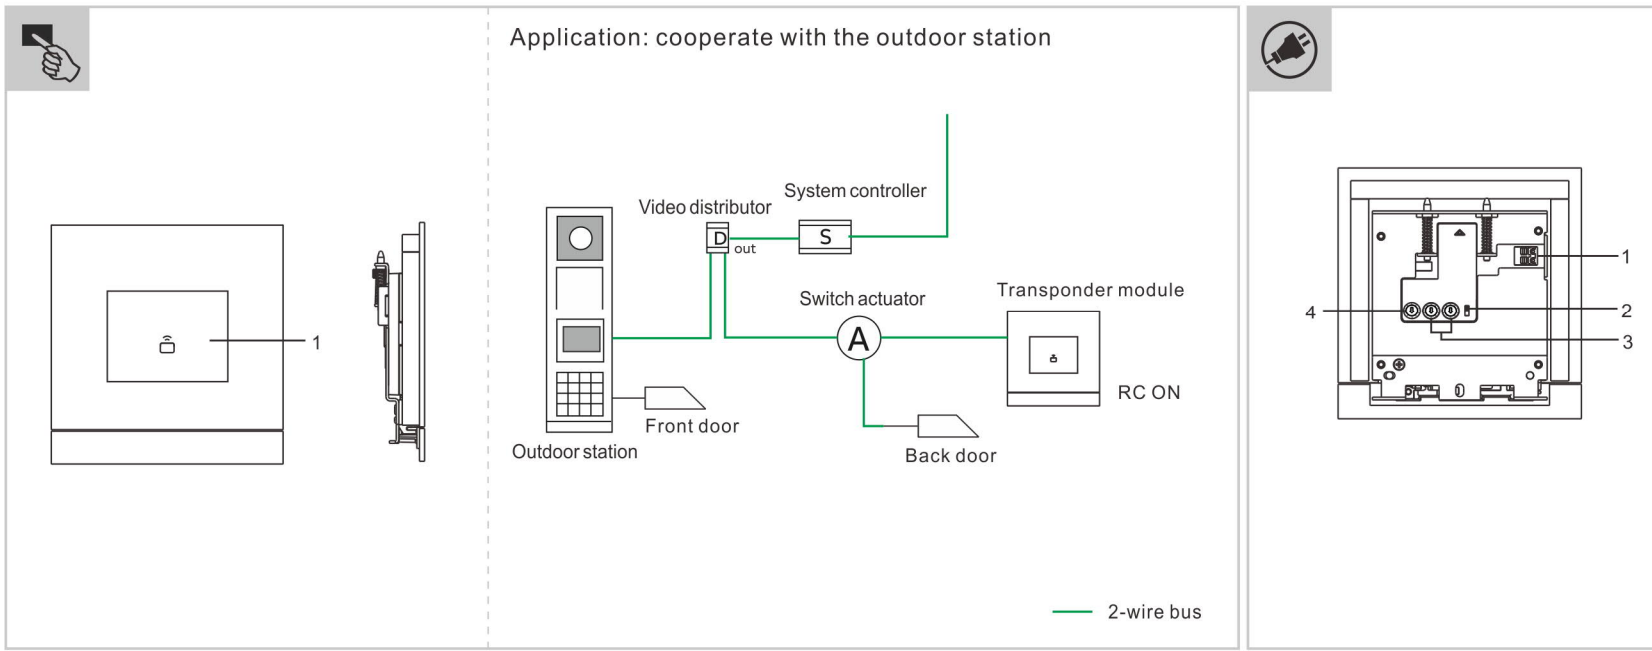 Application: cooperate with the outdoor station
1
System controller
Video distributor
D
S
out
Switch actuator
Transponder module
A
RC ON
Front door
Outdoor station
Back door
2-wire bus
1
2
3
4